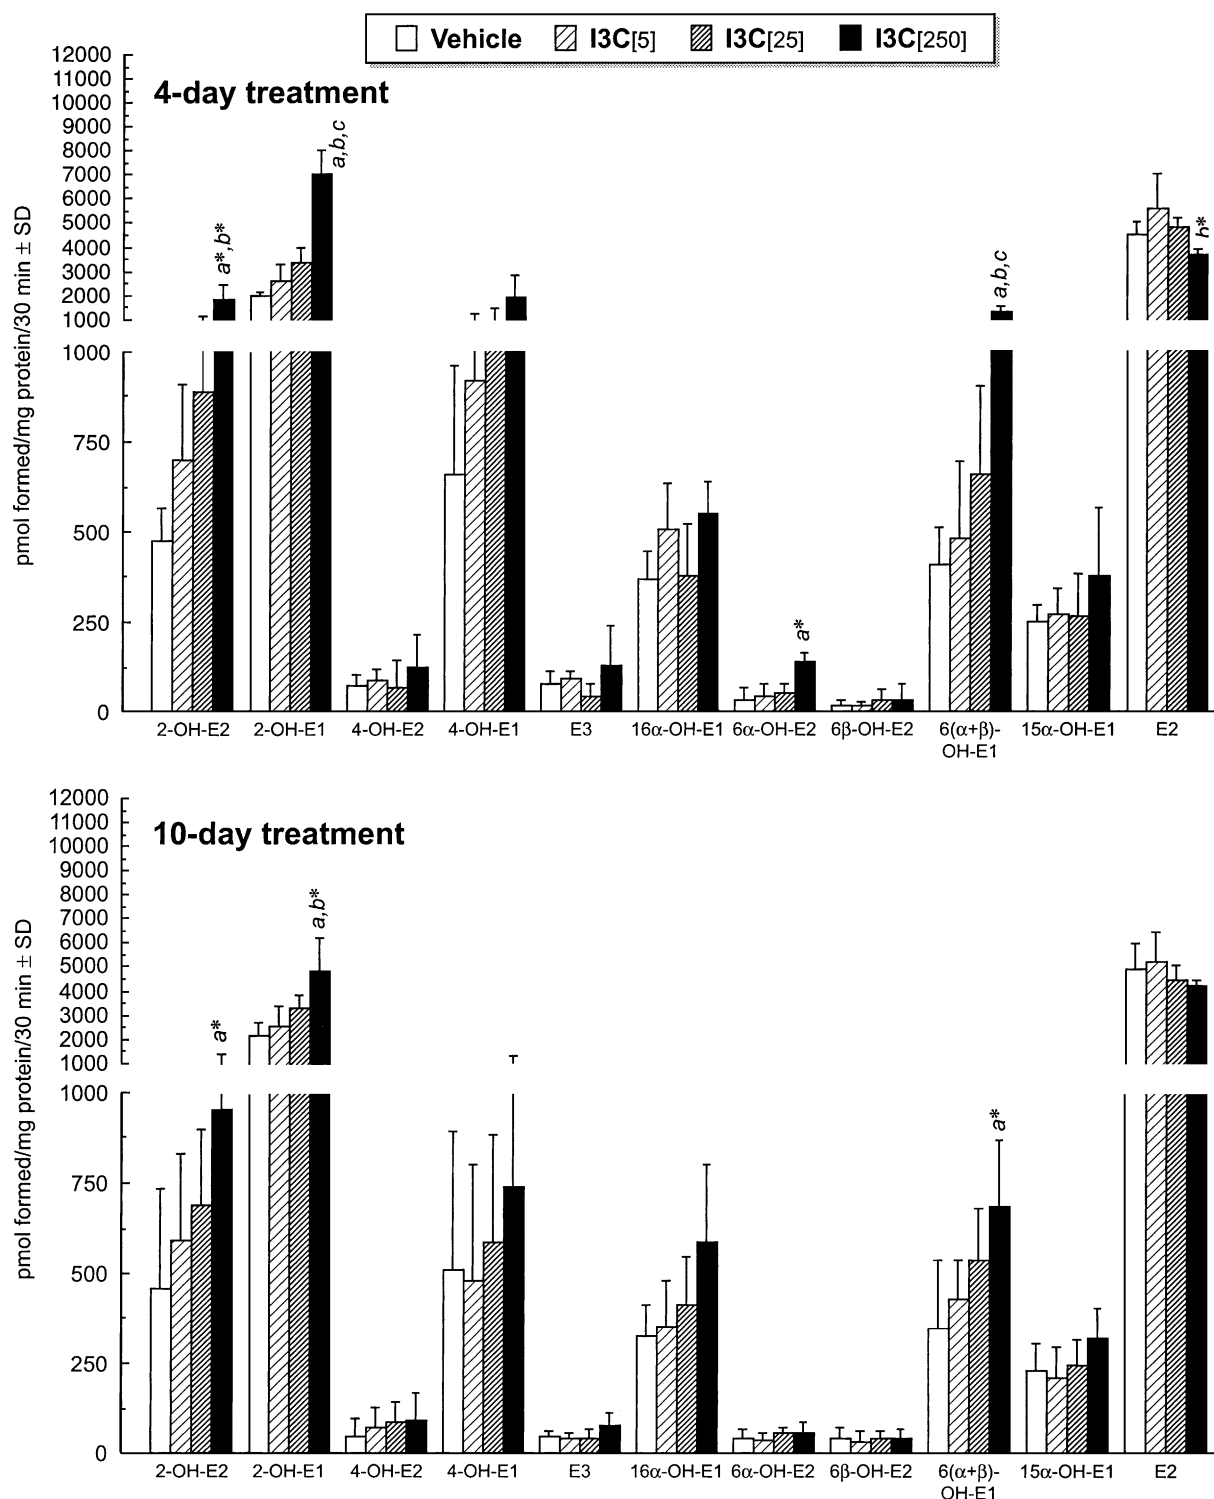 Vehicle I3C[5] I3C[25] I3C[250]
4-day treatment
pmol formed/mg protein/30 min ± SD
12000
11000
10000
9000
8000
7000
6000
5000
4000
3000
2000
1000
1000
750
500
250
0
a*,b*
a,b,c
a*
a,b,c
b*
2-OH-E2 2-OH-E1 4-OH-E2 4-OH-E1 E3 16α-OH-E1 6α-OH-E2 6β-OH-E2 6(α+β)- 15α-OH-E1 E2
OH-E1
10-day treatment
pmol formed/mg protein/30 min ± SD
12000
11000
10000
9000
8000
7000
6000
5000
4000
3000
2000
1000
1000
750
500
250
0
a*
a,b*
a*
2-OH-E2 2-OH-E1 4-OH-E2 4-OH-E1 E3 16α-OH-E1 6α-OH-E2 6β-OH-E2 6(α+β)- 15α-OH-E1 E2
OH-E1